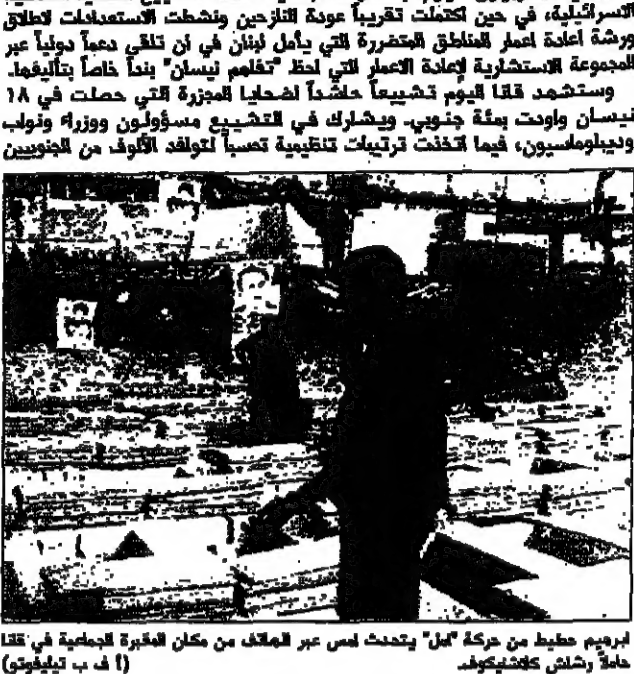 الاسرائيلية، في حين اكتملت تقريباً عودة النازحين ونشطت الاستعدادات لاطلاق
ورشة اعادة اعمار المناطق المتضررة التي يأمل لبنان في ان تلقى دعماً دولياً عبر
المجموعة الاستشارية لإعادة الاعمار التي لحظ "تفاهم نيسان" بنداً خاصاً بتأليفها.
وستشهد قانا اليوم تشييعاً حاشداً لضحايا المجزرة التي حصلت في ١٨
نيسان واودت بمئة جنوبي. ويشارك في التشييع مسؤولون ووزراء ونواب
وديبلوماسيون، فيما اتخذت ترتيبات تنظيمية تحسباً لتوافد الألوف من الجنوبيين
ابرهيم حطيط من حركة "امل" يتحدث امس عبر الهاتف من مكان المقبرة الجماعية في قانا
حاملاً رشاش كلاشنيكوف. (أ ف ب تيليفوتو)